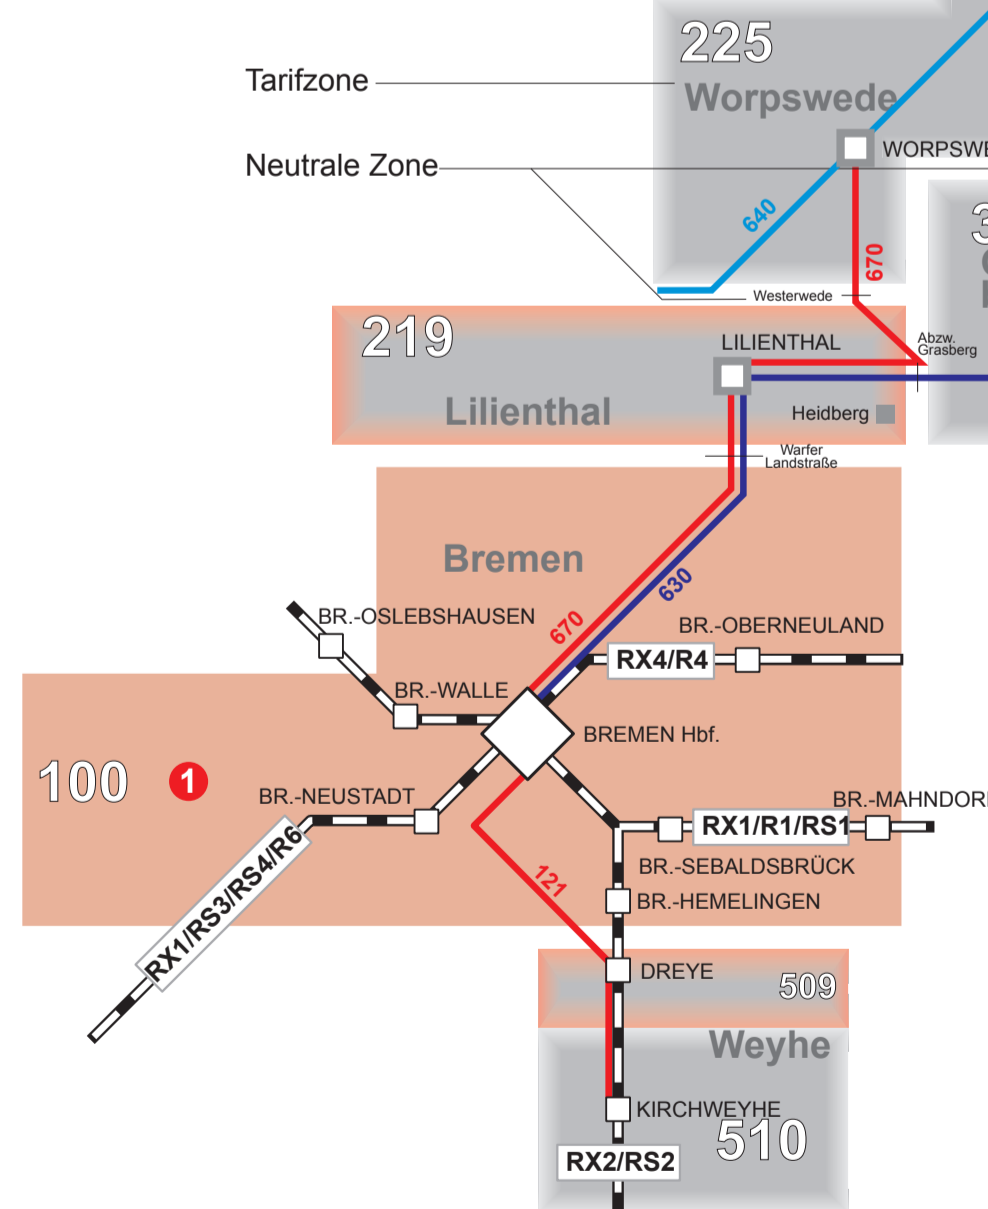 225
Tarifzone
Worpswede
WORPSWE
Neutrale Zone
3
640
670
Westerwede
219
LILIENTHAL
Abzw.
Grasberg
Lilienthal
Heidberg
Warfer
Landstraße
Bremen
630
670
BR.-OSLEBSHAUSEN
BR.-OBERNEULAND
RX4/R4
BR.-WALLE
BREMEN Hbf.
100
1
BR.-NEUSTADT
BR.-MAHNDORF
RX1/R1/RS1
RX1/RS3/RS4/R6
BR.-SEBALDSBRÜCK
121
BR.-HEMELINGEN
DREYE
509
Weyhe
KIRCHWEYHE
510
RX2/RS2